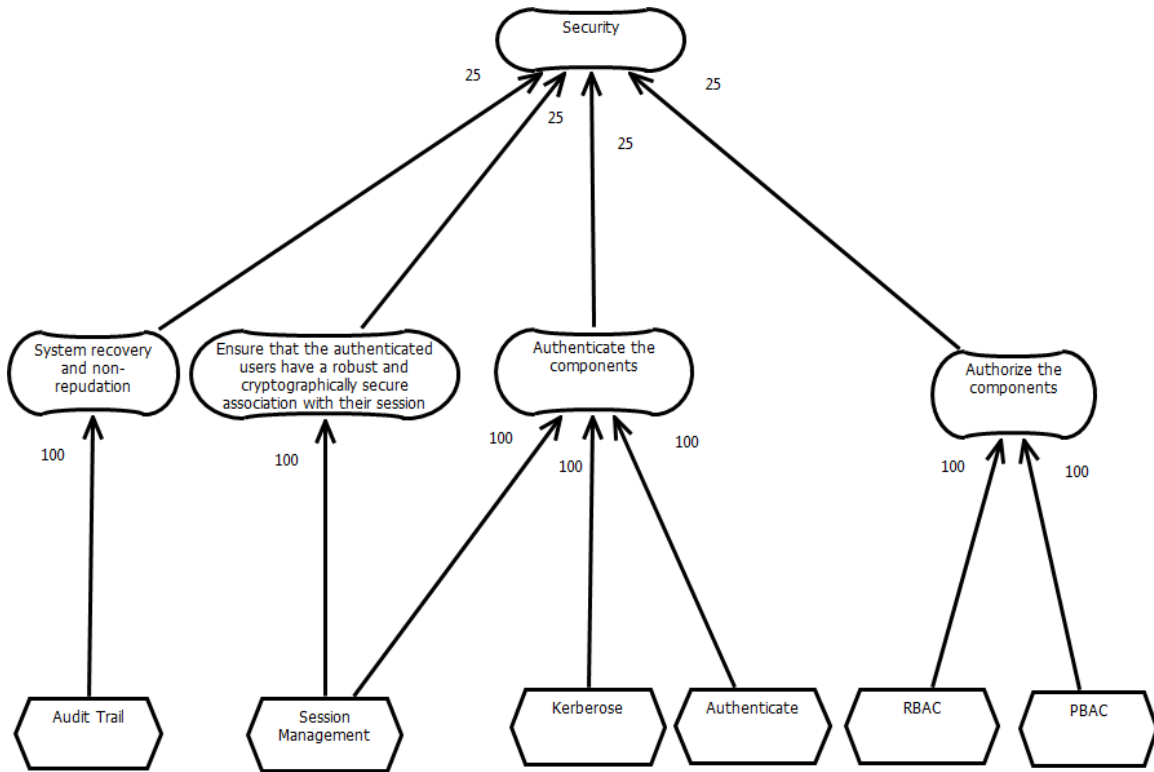 Security
25
25
25
25
System recovery
and non-
repudation
Ensure that the authenticated
users have a robust and
cryptographically secure
association with their session
Authenticate the
components
Authorize the
components
100
100
100
100
100
100
100
Audit Trail
Session
Management
Kerberose
Authenticate
RBAC
PBAC